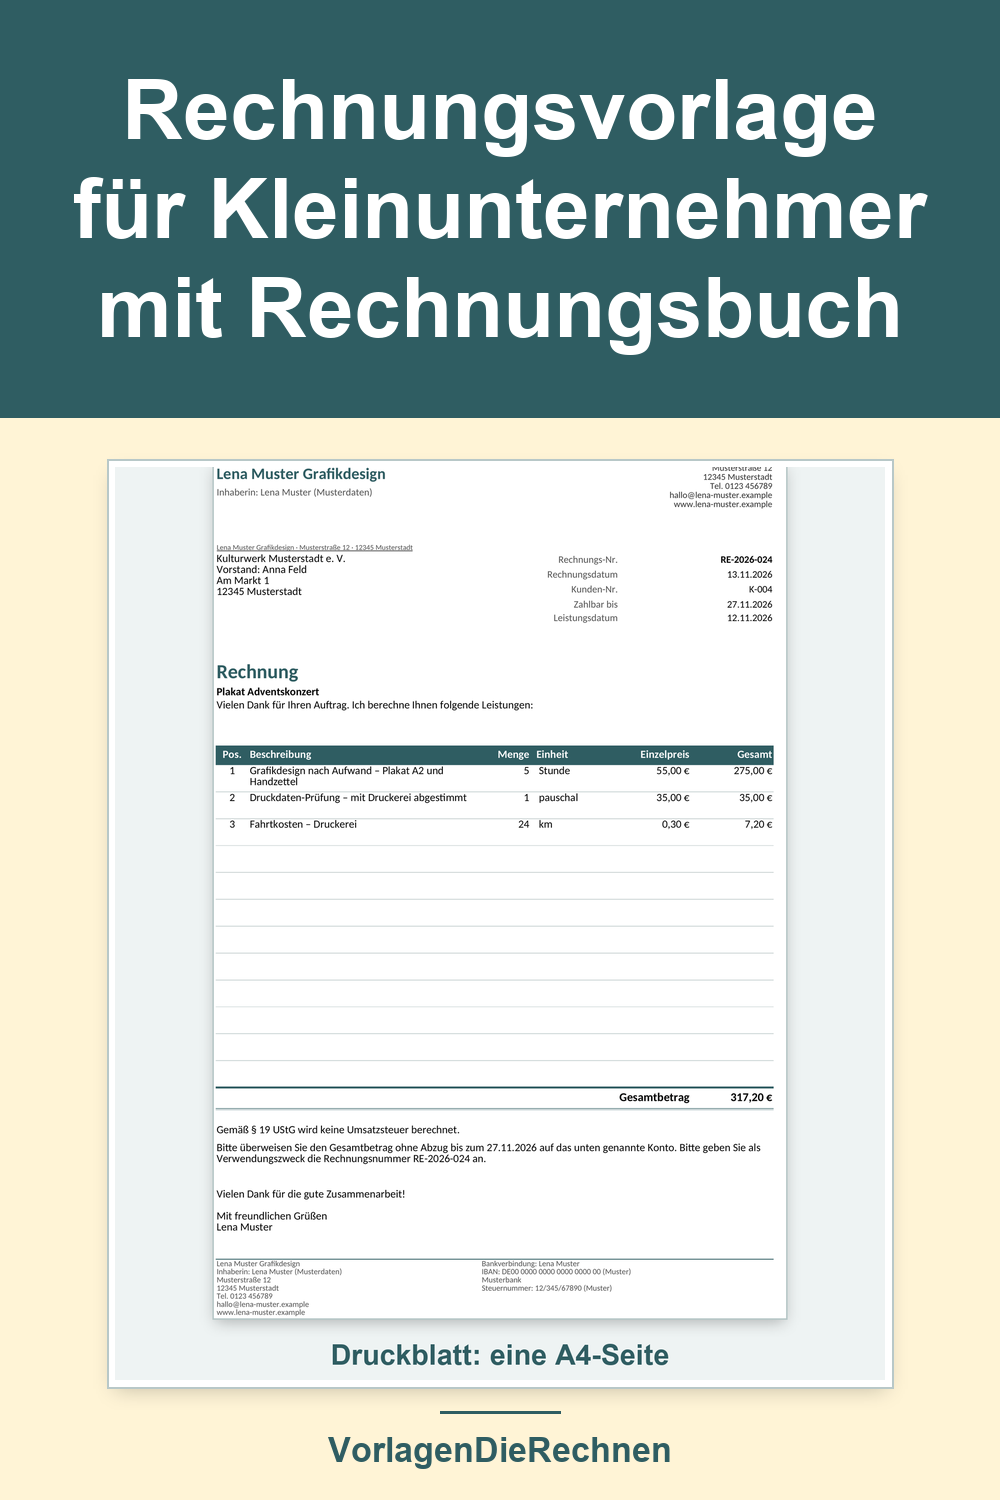 Rechnungsvorlage
für Kleinunternehmer
mit Rechnungsbuch
Lena Muster Grafikdesign
Inhaberin: Lena Muster (Musterdaten)
Musterstraße 12
12345 Musterstadt
Tel. 0123 456789
hallo@lena-muster.example
www.lena-muster.example
Lena Muster Grafikdesign - Musterstraße 12 - 12345 Musterstadt
Kulturwerk Musterstadt e. V.
Vorstand: Anna Feld
Am Markt 1
12345 Musterstadt
Rechnungs-Nr. RE-2026-024
Rechnungsdatum 13.11.2026
Kunden-Nr. K-004
Zahlbar bis 27.11.2026
Leistungsdatum 12.11.2026
Rechnung
Plakat Adventskonzert
Vielen Dank für Ihren Auftrag. Ich berechne Ihnen folgende Leistungen:
Pos. Beschreibung Menge Einheit Einzelpreis Gesamt
1 Grafikdesign nach Aufwand – Plakat A2 und 5 Stunde 55,00 € 275,00 €
Handzettel
2 Druckdaten-Prüfung – mit Druckerei abgestimmt 1 pauschal 35,00 € 35,00 €
3 Fahrtkosten – Druckerei 24 km 0,30 € 7,20 €
Gesamtbetrag 317,20 €
Gemäß § 19 UStG wird keine Umsatzsteuer berechnet.
Bitte überweisen Sie den Gesamtbetrag ohne Abzug bis zum 27.11.2026 auf das unten genannte Konto. Bitte geben Sie als
Verwendungszweck die Rechnungsnummer RE-2026-024 an.
Vielen Dank für die gute Zusammenarbeit!
Mit freundlichen Grüßen
Lena Muster
Lena Muster Grafikdesign
Inhaberin: Lena Muster (Musterdaten)
Musterstraße 12
12345 Musterstadt
Tel. 0123 456789
hallo@lena-muster.example
www.lena-muster.example
Bankverbindung: Lena Muster
IBAN: DE00 0000 0000 0000 0000 00 (Muster)
Musterbank
Steuernummer: 12/345/67890 (Muster)
Druckblatt: eine A4-Seite
VorlagenDieRechnen